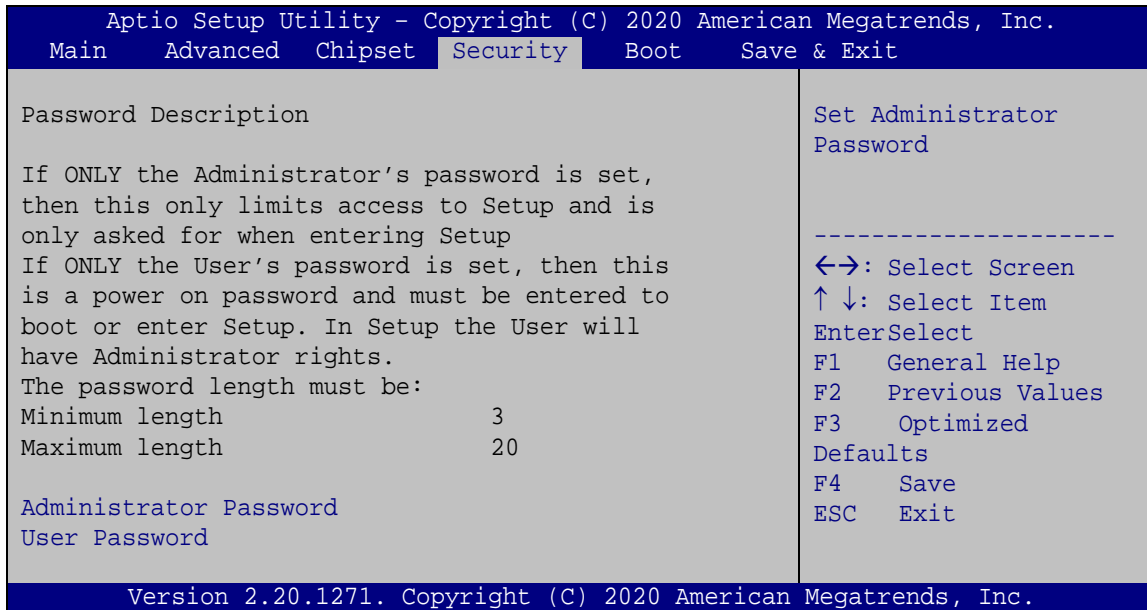 Aptio Setup Utility – Copyright (C) 2020 American Megatrends, Inc.
Main Advanced Chipset Security Boot Save & Exit
Password Description
If ONLY the Administrator’s password is set,
then this only limits access to Setup and is
only asked for when entering Setup
If ONLY the User’s password is set, then this
is a power on password and must be entered to
boot or enter Setup. In Setup the User will
have Administrator rights.
The password length must be:
Minimum length 3
Maximum length 20
Administrator Password
User Password
Set Administrator
Password
---------------------
←→: Select Screen
↑ ↓: Select Item
EnterSelect
F1 General Help
F2 Previous Values
F3 Optimized
Defaults
F4 Save
ESC Exit
Version 2.20.1271. Copyright (C) 2020 American Megatrends, Inc.